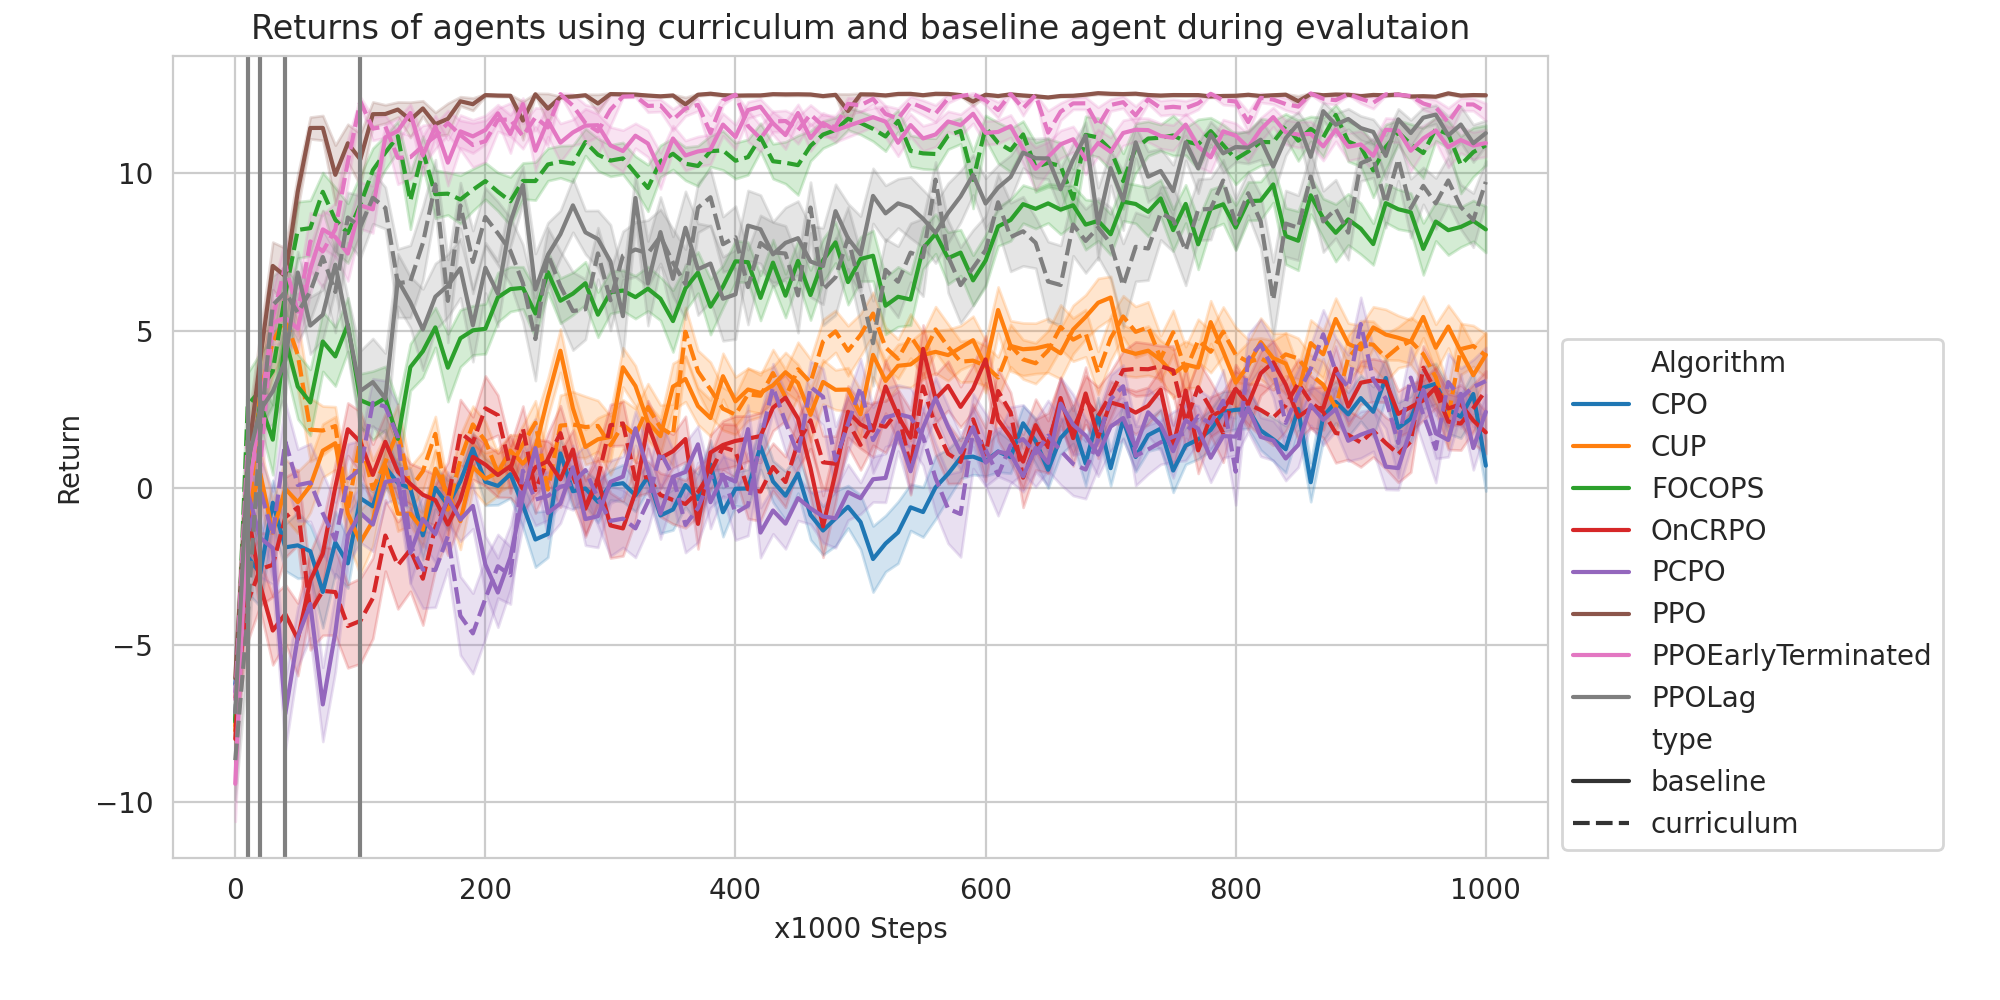 Returns of agents using curriculum and baseline agent during evalutaion
Return
10
5
0
−5
−10
0
200
400
600
800
1000
x1000 Steps
Algorithm
CPO
CUP
FOCOPS
OnCRPO
PCPO
PPO
PPOEarlyTerminated
PPOLag
type
baseline
curriculum